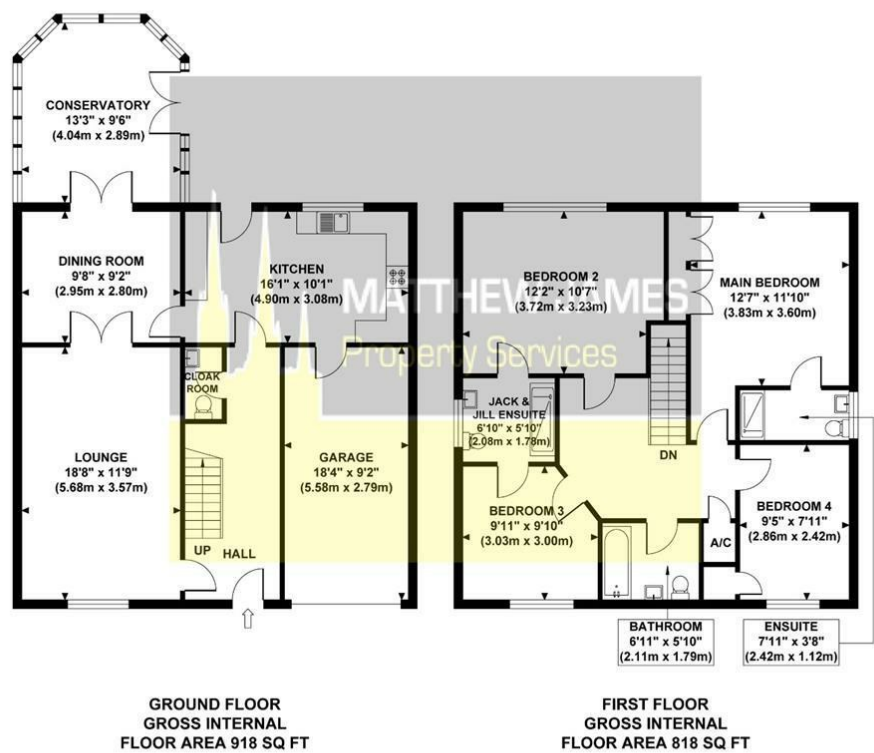 CONSERVATORY
13'3" x 9'6"
(4.04m x 2.89m)
DINING ROOM
9'8" x 9'2"
(2.95m x 2.80m)
KITCHEN
16'1" x 10'1"
(4.90m x 3.08m)
CLOAK
ROOM
LOUNGE
18'8" x 11'9"
(5.68m x 3.57m)
GARAGE
18'4" x 9'2"
(5.58m x 2.79m)
UP
HALL
BEDROOM 2
12'2" x 10'7"
(3.72m x 3.23m)
MAIN BEDROOM
12'7" x 11'10"
(3.83m x 3.60m)
MATTHEW JAMES
Property Services
JACK &
JILL ENSUITE
6'10" x 5'10"
(2.08m x 1.78m)
DN
BEDROOM 3
9'11" x 9'10"
(3.03m x 3.00m)
A/C
BEDROOM 4
9'5" x 7'11"
(2.86m x 2.42m)
BATHROOM
6'11" x 5'10"
(2.11m x 1.79m)
ENSUITE
7'11" x 3'8"
(2.42m x 1.12m)
GROUND FLOOR
GROSS INTERNAL
FLOOR AREA 918 SQ FT
FIRST FLOOR
GROSS INTERNAL
FLOOR AREA 818 SQ FT